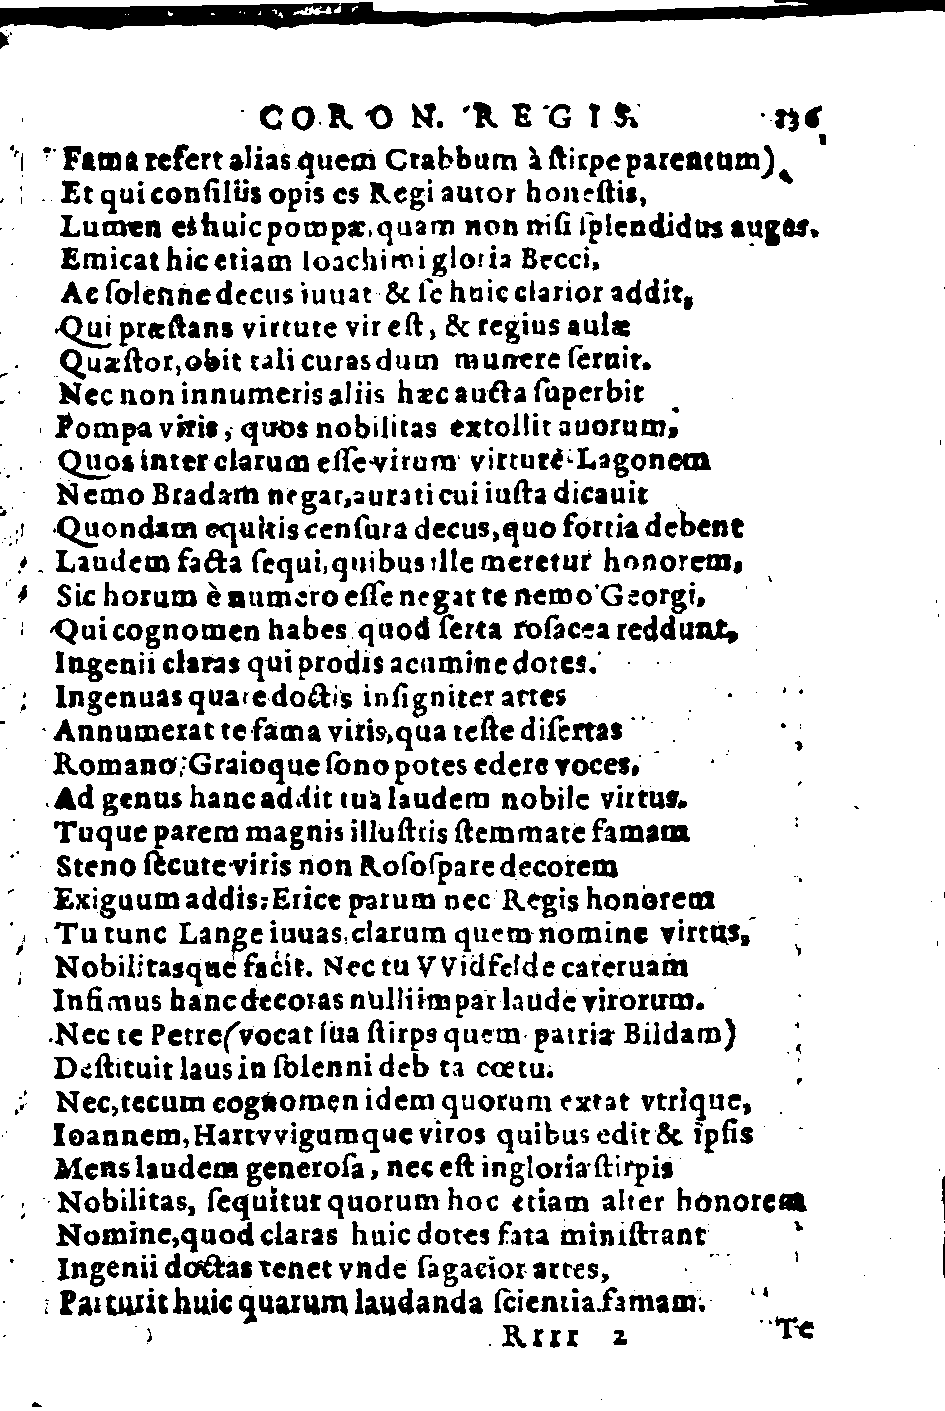 CORON. REGIS. 136
Fama refert alias quem Crabbum à ſtirpe parentum)
Et qui conſiliis opis es Regi autor honeſtis,
Lumen et huic pompæ, quam non niſi ſplendidus auges.
Emicat hic etiam Ioachimi gloria Becci,
Ac ſolenne decus iuuat & ſe huic clarior addit,
Qui præſtans virtute vir eſt, & regius aulæ
Quæſtor, obit tali curas dum munere ſeruit.
Nec non innumeris aliis hæc aucta ſuperbit
Pompa viris, quos nobilitas extollit auorum,
Quos inter clarum eſſe virum virture Lagonem
Nemo Bradam negat, aurati cui iuſta dicauit
Quondam equitis cenſura decus, quo fortia debent
Laudem facta ſequi, quibus ille meretur honorem,
Sic horum è numero eſſe negat te nemo Georgi,
Qui cognomen habes quod ſerta roſacea reddunt,
Ingenii claras qui prodis acumine dotes.
Ingenuas quare doctis inſigniter artes
Annumerat te fama viris, qua teſte diſertas
Romano, Graioque ſono potes edere voces,
Ad genus hanc addit tua laudem nobile virtus.
Tuque parem magnis illuſtris ſtemmate famam
Steno ſecute viris non Roſoſpare decorem
Exiguum addis, Erice parum nec Regis honorem
Tu tunc Lange iuuas, clarum quem nomine virtus,
Nobilitasque facit. Nec tu VVidfelde cateruam
Infimus hanc decoras nulli impar laude virorum.
Nec te Petre (vocat ſua ſtirps quem patria Bildam)
Deſtituit laus in ſolenni deb ta cœtu.
Nec, tecum cognomen idem quorum extat vtrique,
Ioannem, Hartvvigumque viros quibus edit & ipſis
Mens laudem generoſa, nec eſt ingloria ſtirpis
Nobilitas, ſequitur quorum hoc etiam alter honorem
Nomine, quod claras huic dotes fata miniſtrant
Ingenii doctas tenet vnde ſagacior artes,
Parturit huic quarum laudanda ſcientia famam.
Rrrr 2 Te